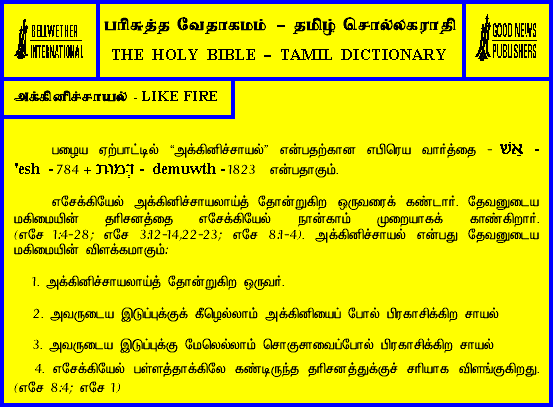 BELLWETHER
INTERNATIONAL
பரிசுத்த வேதாகமம் – தமிழ் சொல்லகராதி
THE HOLY BIBLE – TAMIL DICTIONARY
GOOD NEWS
PUBLISHERS
அக்கினிச்சாயல் - LIKE FIRE
பழைய ஏற்பாட்டில் “அக்கினிச்சாயல்” என்பதற்கான எபிரெய வார்த்தை - אֵשׁ -
'esh - 784 + דְּמוּת - demuwth - 1823 என்பதாகும்.
எசேக்கியேல் அக்கினிச்சாயலாய்த் தோன்றுகிற ஒருவரைக் கண்டார். தேவனுடைய
மகிமையின் தரிசனத்தை எசேக்கியேல் நான்காம் முறையாகக் காண்கிறார்.
(எசே 1:4-28; எசே 3:12-14,22-23; எசே 8:1-4). அக்கினிச்சாயல் என்பது தேவனுடைய
மகிமையின் விளக்கமாகும்:
1. அக்கினிச்சாயலாய்த் தோன்றுகிற ஒருவர்.
2. அவருடைய இடுப்புக்குக் கீழெல்லாம் அக்கினியைப் போல் பிரகாசிக்கிற சாயல்
3. அவருடைய இடுப்புக்கு மேலெல்லாம் சொகுசாவைப்போல் பிரகாசிக்கிற சாயல்
4. எசேக்கியேல் பள்ளத்தாக்கிலே கண்டிருந்த தரிசனத்துக்குச் சரியாக விளங்குகிறது.
(எசே 8:4; எசே 1)